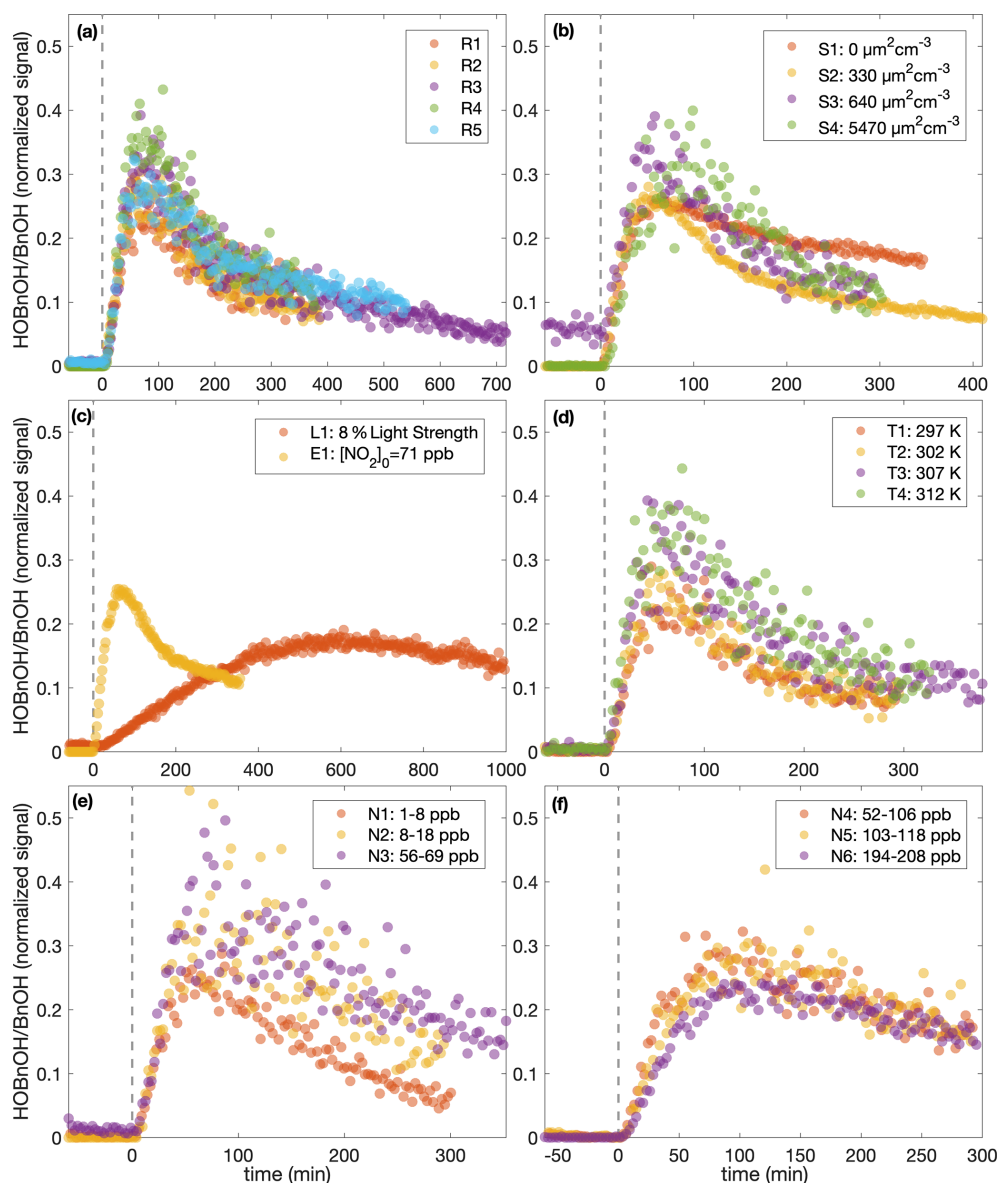 (a)
R1
R2
R3
R4
R5
HOBnOH/BnOH (normalized signal)
0.5
0.4
0.3
0.2
0.1
0
0 100 200 300 400 500 600 700
(b)
S1: 0 µm²cm⁻³
S2: 330 µm²cm⁻³
S3: 640 µm²cm⁻³
S4: 5470 µm²cm⁻³
0.5
0.4
0.3
0.2
0.1
0
0 100 200 300 400
(c)
L1: 8 % Light Strength
E1: [NO₂]₀=71 ppb
HOBnOH/BnOH (normalized signal)
0.5
0.4
0.3
0.2
0.1
0
0 200 400 600 800 1000
(d)
T1: 297 K
T2: 302 K
T3: 307 K
T4: 312 K
0.5
0.4
0.3
0.2
0.1
0
0 100 200 300
(e)
N1: 1-8 ppb
N2: 8-18 ppb
N3: 56-69 ppb
HOBnOH/BnOH (normalized signal)
0.5
0.4
0.3
0.2
0.1
0
0 100 200 300
time (min)
(f)
N4: 52-106 ppb
N5: 103-118 ppb
N6: 194-208 ppb
0.5
0.4
0.3
0.2
0.1
0
-50 0 50 100 150 200 250 300
time (min)